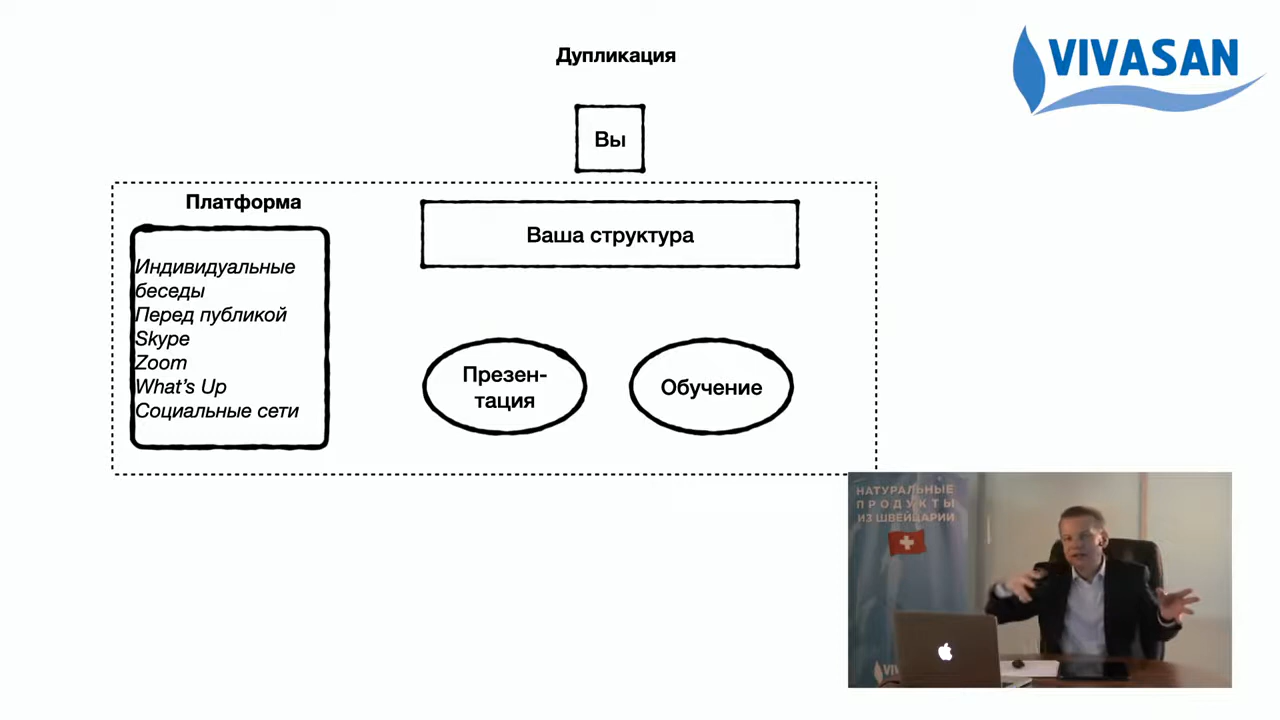 Дупликация
VIVASAN
Вы
Платформа
Ваша структура
Индивидуальные
беседы
Перед публикой
Skype
Zoom
What's Up
Социальные сети
Презен-
тация
Обучение
НАТУРАЛЬНЫЕ
ПРОДУКТЫ
ИЗ ШВЕЙЦАРИИ